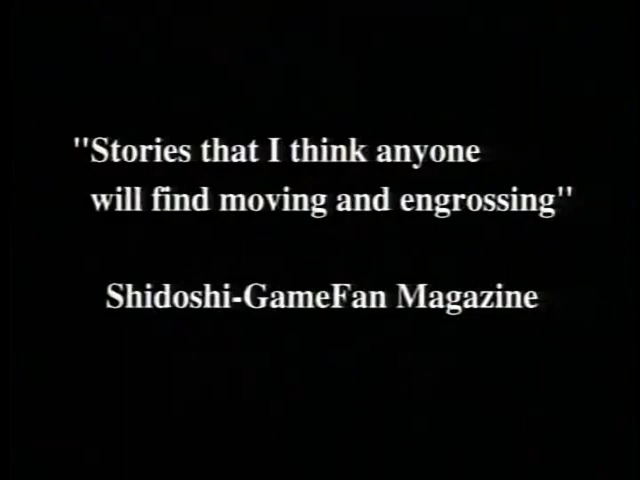 "Stories that I think anyone
will find moving and engrossing"
Shidoshi-GameFan Magazine